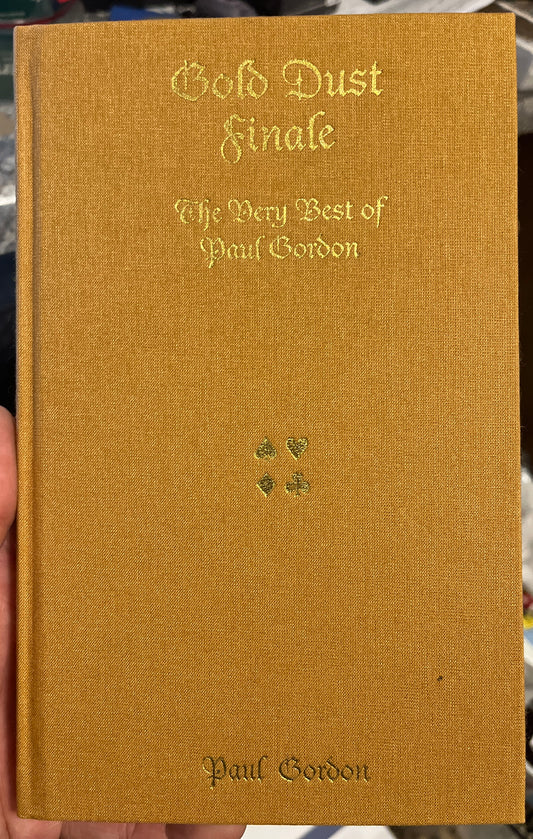 Gold Dust
Finale
The Very Best of
Paul Gordon
Paul Gordon